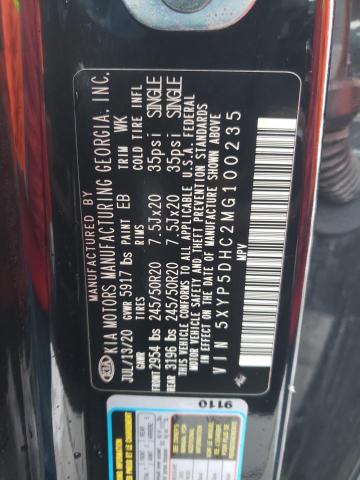 MANUFACTURED BY
KIA KIA MOTORS MANUFACTURING GEORGIA, INC.
JUL/13/20 GVWR 5917 lbs PAINT EB TRIM WK
GAWR TIRES RIMS COLD TIRE INFL
FRONT 2954 lbs 245/50R20 7.5Jx20 35psi SINGLE
REAR 3196 lbs 245/50R20 7.5Jx20 35psi SINGLE
THIS VEHICLE CONFORMS TO ALL APPLICABLE U.S.A. FEDERAL
MOTOR VEHICLE SAFETY AND THEFT PREVENTION STANDARDS
IN EFFECT ON THE DATE OF MANUFACTURE SHOWN ABOVE
VIN 5XYP5DHC2MG100235
MPV
9110